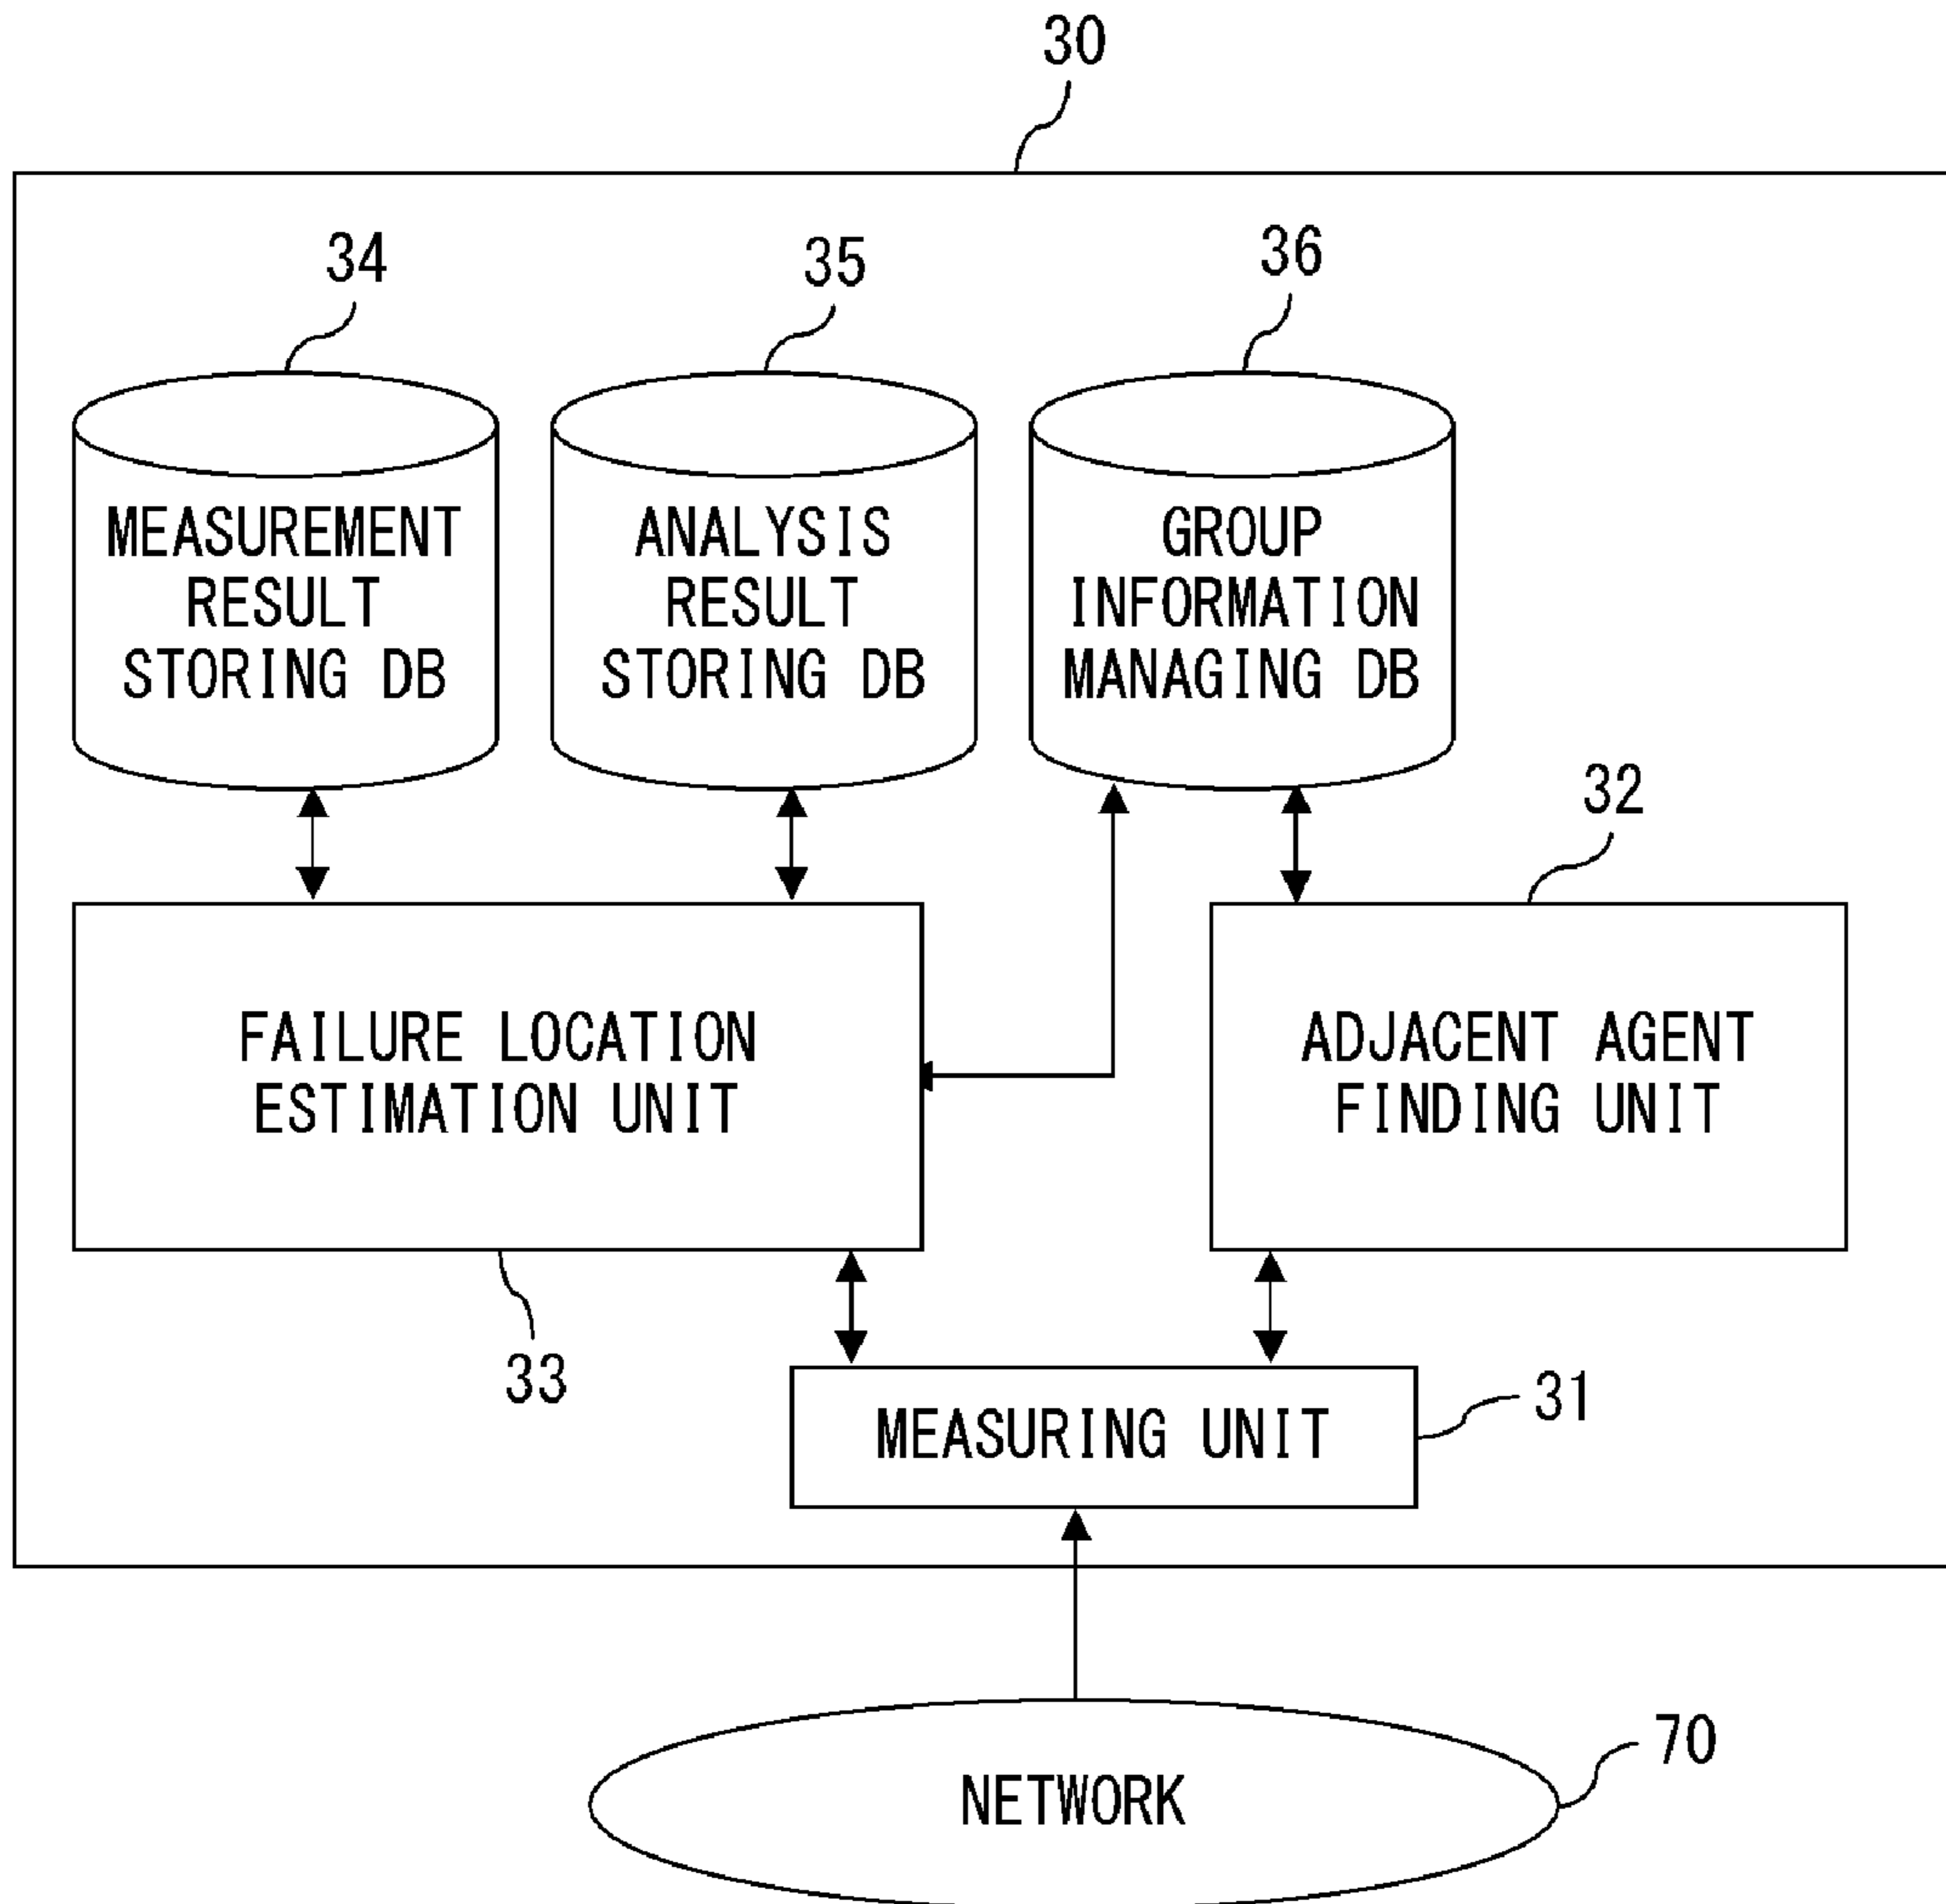 30
34
35
36
MEASUREMENT
RESULT
STORING DB
ANALYSIS
RESULT
STORING DB
GROUP
INFORMATION
MANAGING DB
32
FAILURE LOCATION
ESTIMATION UNIT
ADJACENT AGENT
FINDING UNIT
33
MEASURING UNIT
31
NETWORK
70